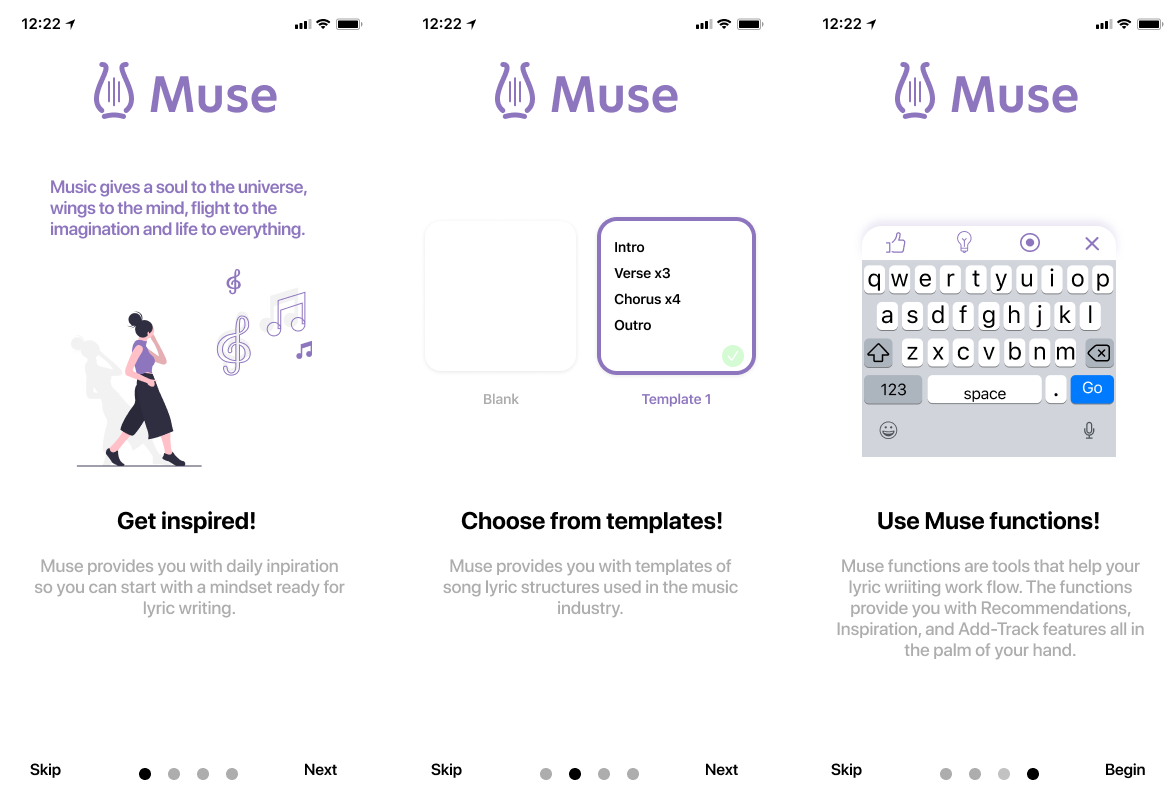 12:22
Muse
Music gives a soul to the universe,
wings to the mind, flight to the
imagination and life to everything.
Get inspired!
Muse provides you with daily inpiration
so you can start with a mindset ready for
lyric writing.
Skip
Next
12:22
Muse
Intro
Verse x3
Chorus x4
Outro
Blank
Template 1
Choose from templates!
Muse provides you with templates of
song lyric structures used in the music
industry.
Skip
Next
12:22
Muse
q w e r t y u i o p
a s d f g h j k l
z x c v b n m
123 space . Go
Use Muse functions!
Muse functions are tools that help your
lyric wriiting work flow. The functions
provide you with Recommendations,
Inspiration, and Add-Track features all in
the palm of your hand.
Skip
Begin